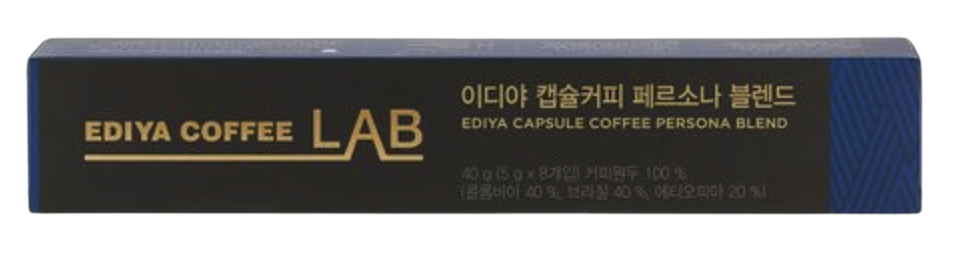 EDIYA COFFEE LAB
이디야 캡슐커피 페르소나 블렌드
EDIYA CAPSULE COFFEE PERSONA BLEND
40 g (5 g x 8개입) 커피원두 100 %
(콜롬비아 40 %, 브라질 40 %, 에티오피아 20 %)